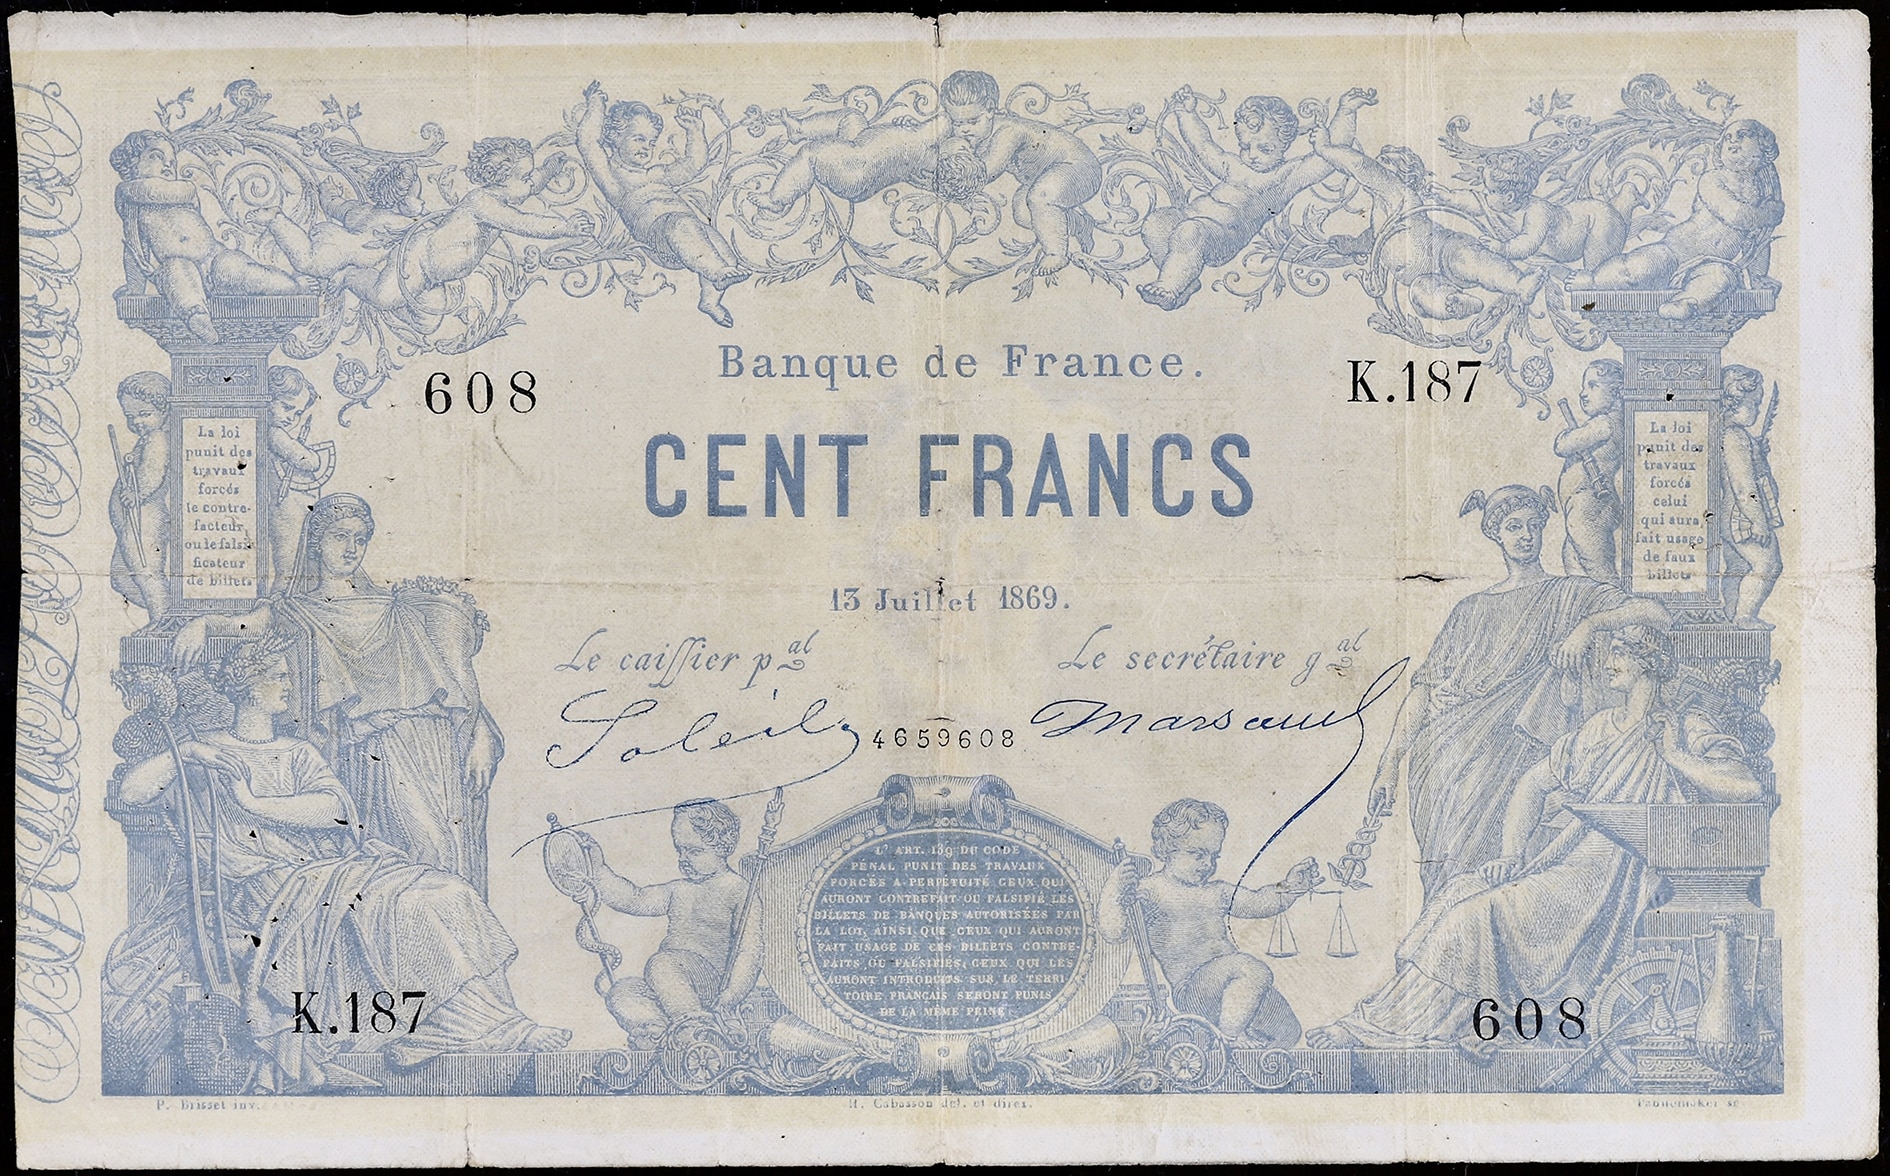 Banque de France.
608
K.187
CENT FRANCS
La loi
punit des
travaux
forcés
le contre-
facteur
ou le falsi-
ficateur
de billets
La loi
punit des
travaux
forcés
celui
qui aura
fait usage
de faux
billets
13 Juillet 1869.
Le caissier pal
Le secrétaire gal
Soleil
4659608
Marsaud
L'ART. 139 DU CODE
PÉNAL PUNIT DES TRAVAUX
FORCÉS A PERPÉTUITÉ CEUX QUI
AURONT CONTREFAIT OU FALSIFIÉ LES
BILLETS DE BANQUES AUTORISÉES PAR
LA LOI, AINSI QUE CEUX QUI AURONT
FAIT USAGE DE CES BILLETS CONTRE-
FAITS OU FALSIFIÉS, CEUX QUI LES
AURONT INTRODUITS SUR LE TERRI-
TOIRE FRANÇAIS SERONT PUNIS
DE LA MÊME PEINE.
K.187
608
P. Brisset inv.
H. Cabasson del. et direx.
Pannemaker sc